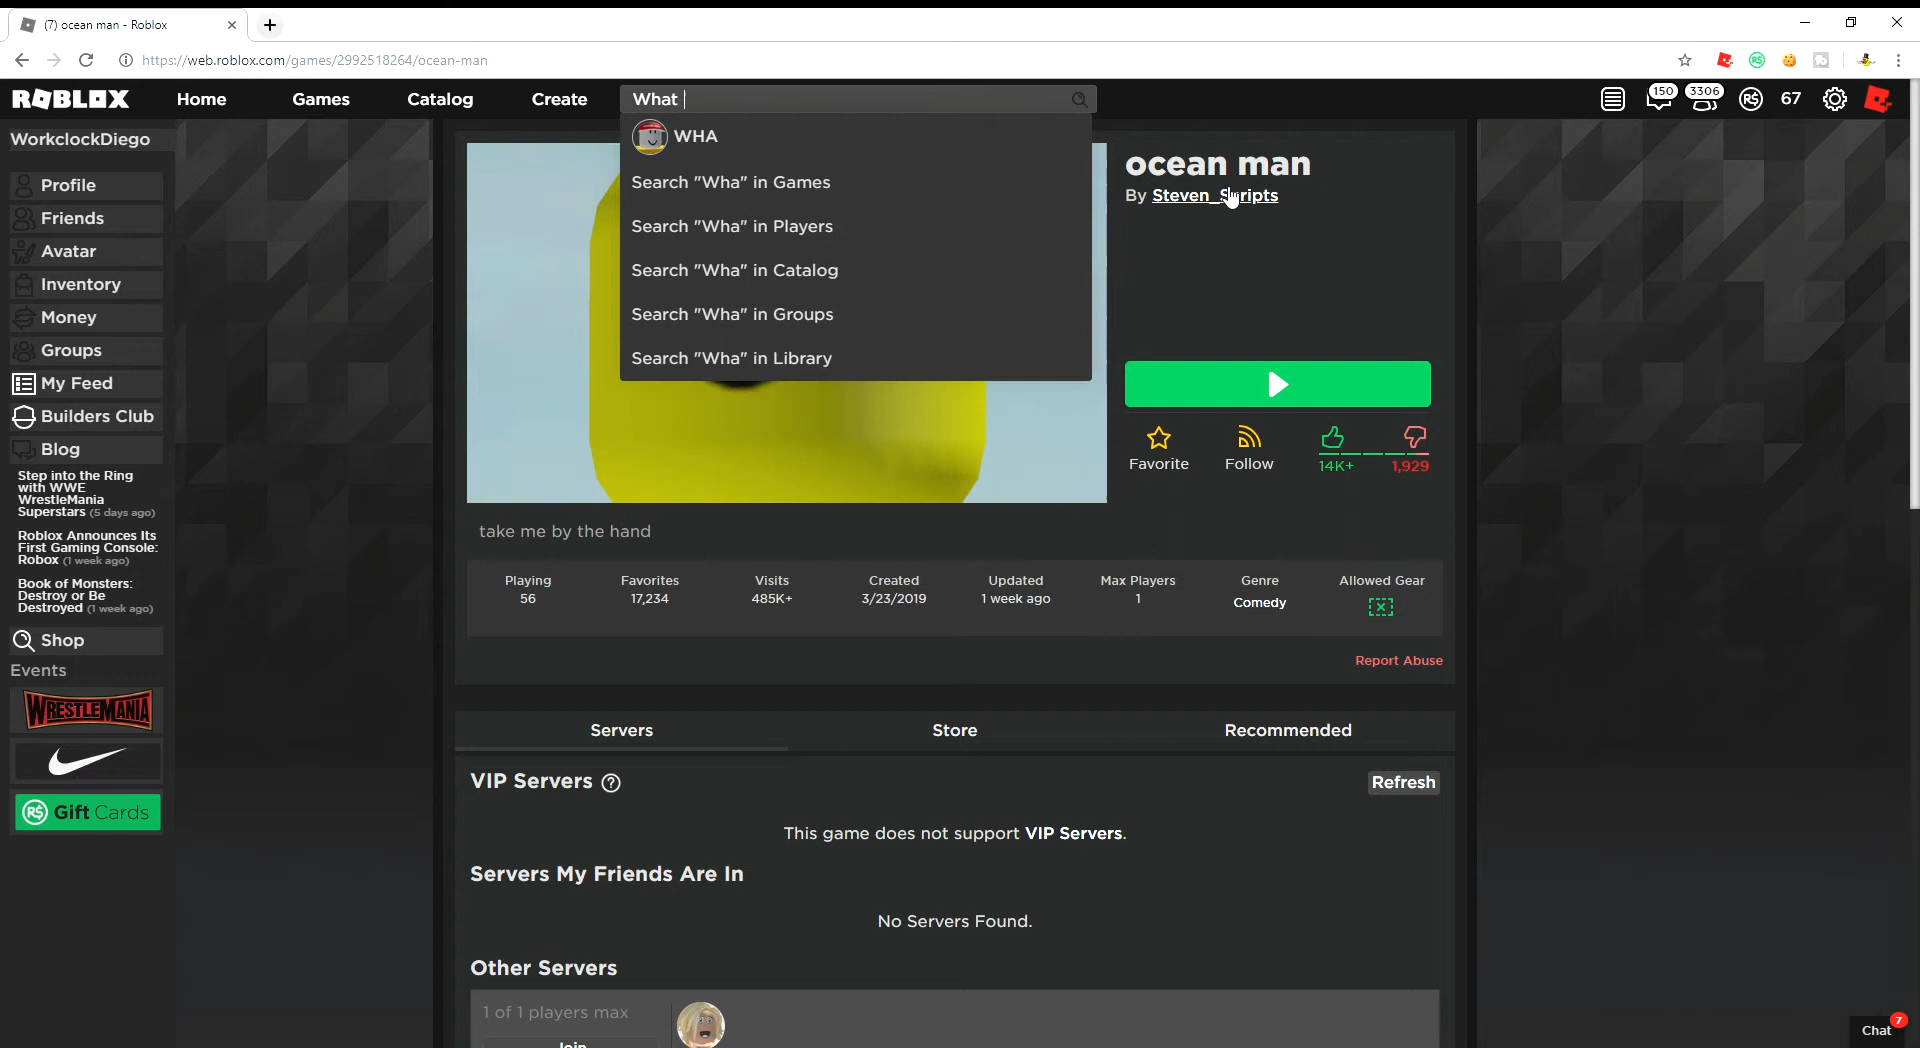 (7) ocean man - Roblox
https://web.roblox.com/games/2992518264/ocean-man
ROBLOX
Home
Games
Catalog
Create
What
150
3306
67
WorkclockDiego
Profile
Friends
Avatar
Inventory
Money
Groups
My Feed
Builders Club
Blog
Step into the Ring
with WWE
WrestleMania
Superstars (5 days ago)
Roblox Announces Its
First Gaming Console:
Robox (1 week ago)
Book of Monsters:
Destroy or Be
Destroyed (1 week ago)
Shop
Events
WRESTLEMANIA
R$ Gift Cards
WHA
Search "Wha" in Games
Search "Wha" in Players
Search "Wha" in Catalog
Search "Wha" in Groups
Search "Wha" in Library
ocean man
By Steven_Scripts
Favorite
Follow
14K+
1,929
take me by the hand
Playing
56
Favorites
17,234
Visits
485K+
Created
3/23/2019
Updated
1 week ago
Max Players
1
Genre
Comedy
Allowed Gear
Report Abuse
Servers
Store
Recommended
VIP Servers
Refresh
This game does not support VIP Servers.
Servers My Friends Are In
No Servers Found.
Other Servers
1 of 1 players max
Join
Chat
7